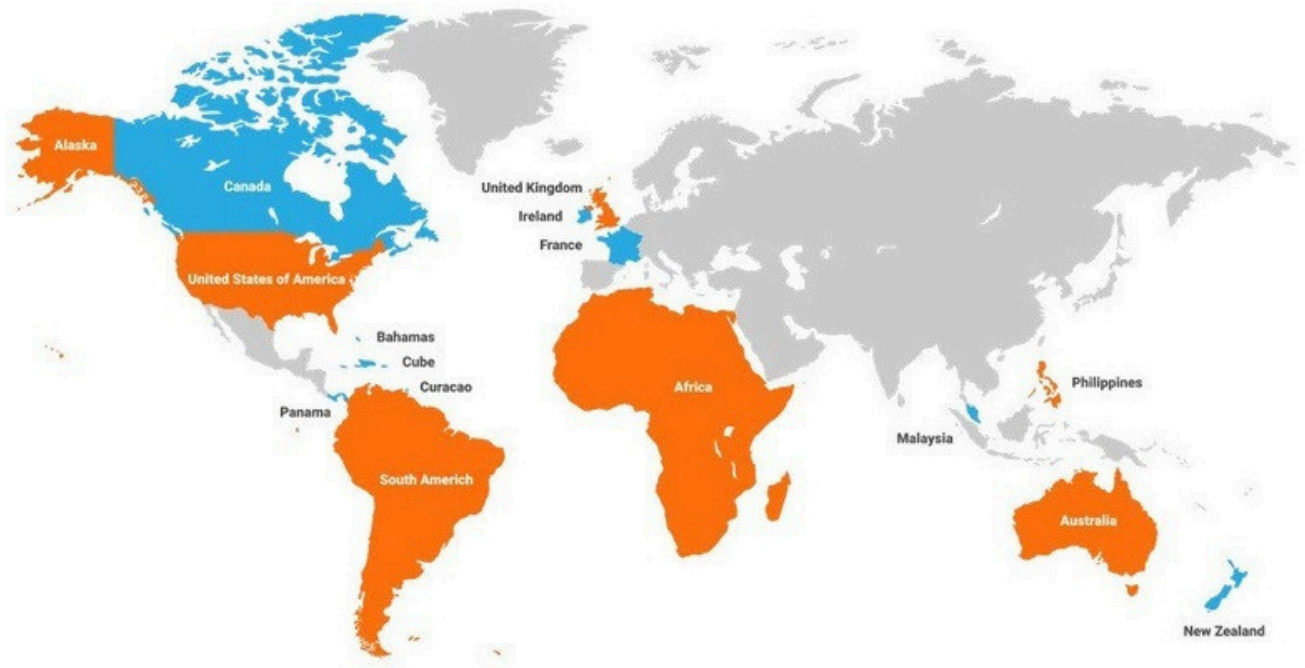 Alaska
Canada
United Kingdom
Ireland
France
United States of America
Bahamas
Cube
Curacao
Panama
Africa
Philippines
Malaysia
South Americh
Australia
New Zealand